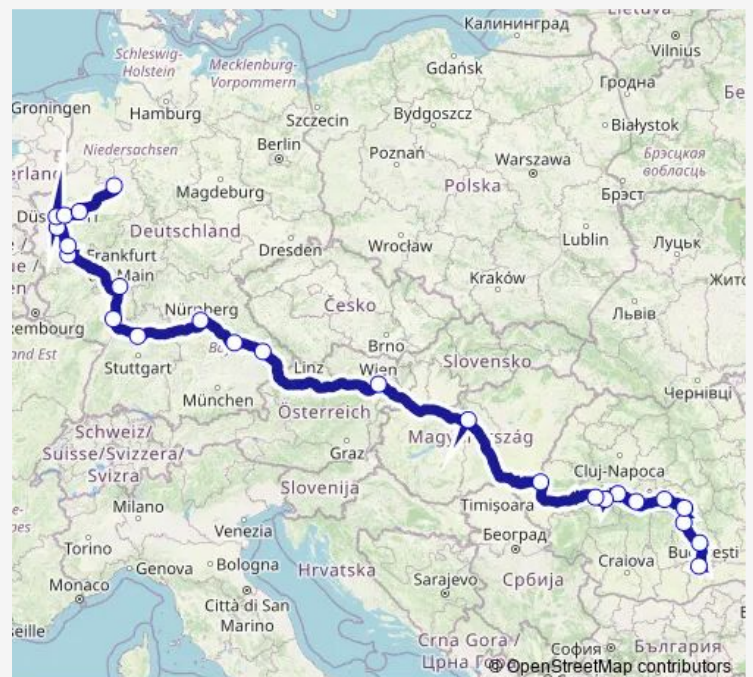 Калининград
Lietuva
Schleswig-
Holstein
Mecklenburg-
Vorpommern
Gdańsk
Vilnius
Groningen
Hamburg
Szczecin
Bydgoszcz
Гродна
Białystok
Niedersachsen
Berlin
Poznań
Warszawa
Брэсцкая
вобласць
Magdeburg
Polska
Брэст
Deutschland
Lublin
Луцьк
Frankfurt
Main
Dresden
Wrocław
Kraków
Nürnberg
Česko
Львів
Stuttgart
Brno
Linz
Wien
Slovensko
Чернівці
München
Österreich
Schweiz/
Suisse/Svizzera/
Svizra
Graz
Cluj-Napoca
Slovenija
Milano
Timișoara
Venezia
Београд
Torino
Genova
Bologna
Hrvatska
Craiova
Monaco
Sarajevo
Србија
Città di San
Marino
Crna Gora /
София
България
© OpenStreetMap contributors